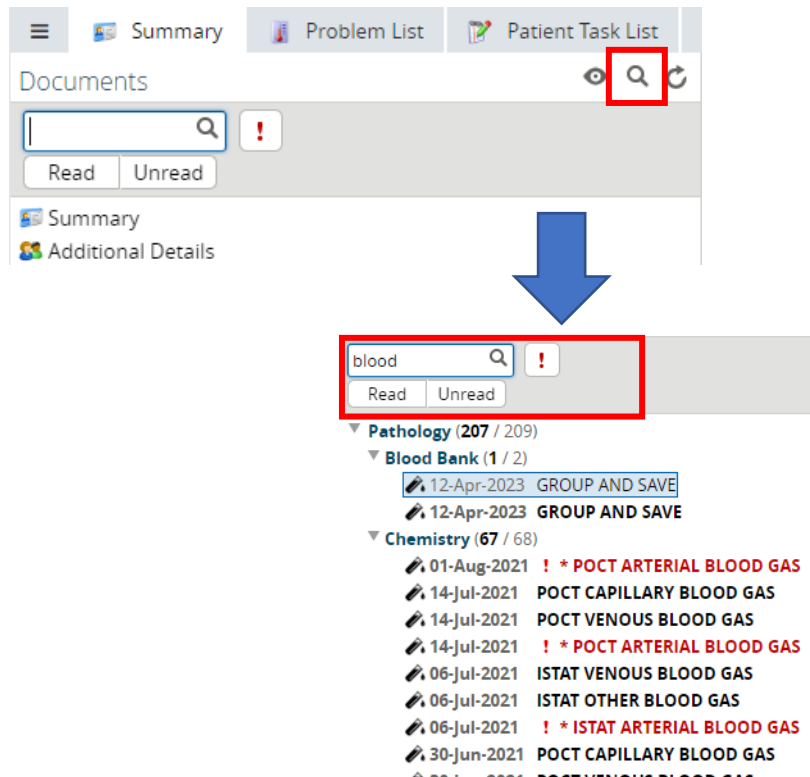 Summary Problem List Patient Task List
Documents
!
Read Unread
Summary
Additional Details
blood !
Read Unread
Pathology (207 / 209)
Blood Bank (1 / 2)
12-Apr-2023 GROUP AND SAVE
12-Apr-2023 GROUP AND SAVE
Chemistry (67 / 68)
01-Aug-2021 ! * POCT ARTERIAL BLOOD GAS
14-Jul-2021 POCT CAPILLARY BLOOD GAS
14-Jul-2021 POCT VENOUS BLOOD GAS
14-Jul-2021 ! * POCT ARTERIAL BLOOD GAS
06-Jul-2021 ISTAT VENOUS BLOOD GAS
06-Jul-2021 ISTAT OTHER BLOOD GAS
06-Jul-2021 ! * ISTAT ARTERIAL BLOOD GAS
30-Jun-2021 POCT CAPILLARY BLOOD GAS